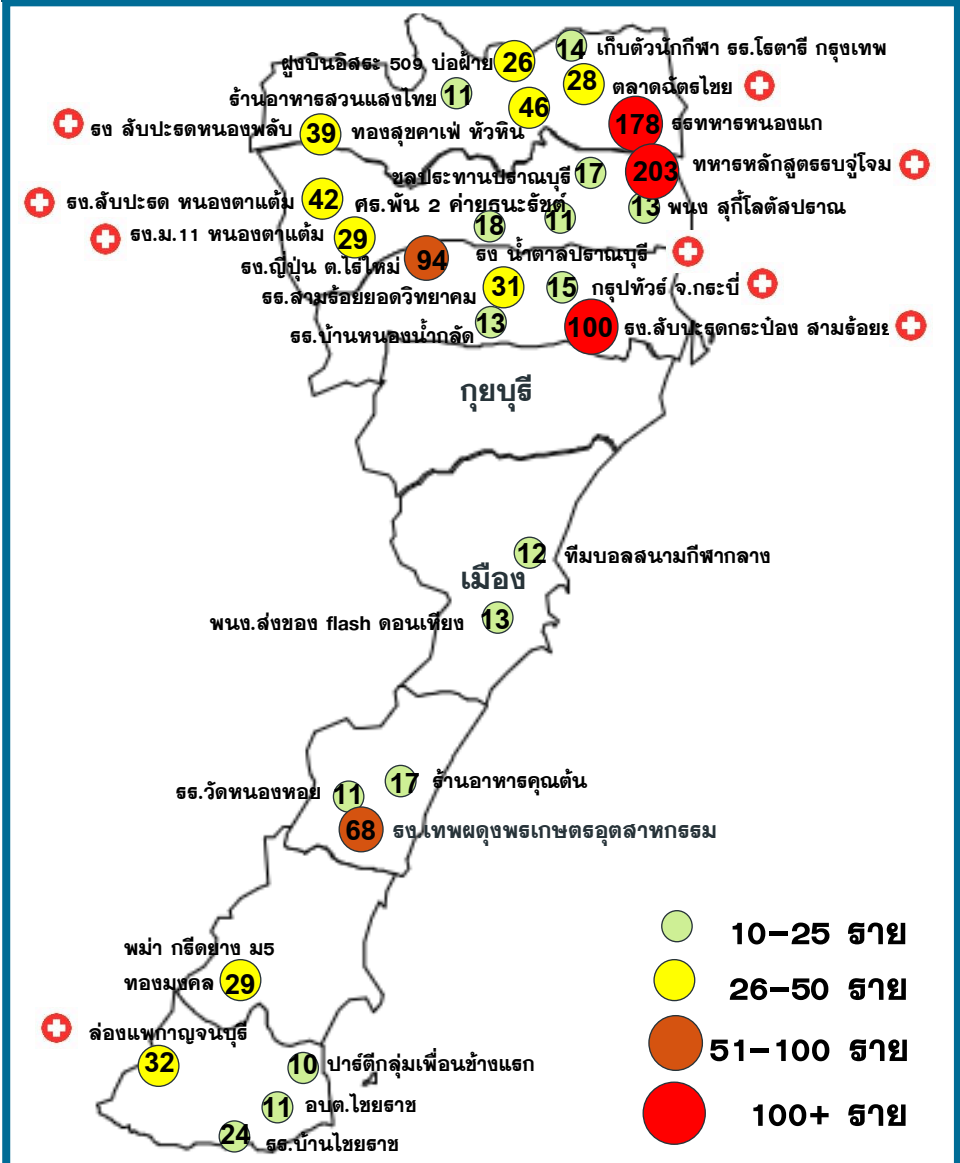 14 เก็บตัวนักกีฬา รร.โรตารี กรุงเทพ
ฝูงบินอิสระ 509 บ่อฝ้าย 26
28 ตลาดฉัตรไชย
ร้านอาหารสวนแสงไทย 11
46 ทองสุขคาเฟ่ หัวหิน
รง สับปะรดหนองพลับ 39
178 รรทหารหนองแก
203 ทหารหลักสูตรรบจู่โจม
ชลประทานปราณบุรี 17
รง.สับปะรด หนองตาแต้ม 42
ศร.พัน 2 ค่ายธนะรัชต์ 11
13 พนง สุกี้โลตัสปราณ
18
รง.ม.11 หนองตาแต้ม 29
รง น้ำตาลปราณบุรี
รง.ญี่ปุ่น ต.ไร่ใหม่ 94
รร.สามร้อยยอดวิทยาคม 31
15 กรุปทัวร์ จ.กระบี่
รร.บ้านหนองน้ำกลัด 13
100 รง.สับปะรดกระป๋อง สามร้อยย
กุยบุรี
12 ทีมบอลสนามกีฬากลาง
เมือง
พนง.ส่งของ flash ดอนเทียง 13
17 ร้านอาหารคุณต้น
รร.วัดหนองหอย 11
68 รง.เทพผดุงพรเกษตรอุตสาหกรรม
พม่า กรีดยาง ม5
ทองมงคล 29
ล่องแพกาญจนบุรี
32
10 ปาร์ตีกลุ่มเพื่อนข้างแรก
11 อบต.ไชยราช
24 รร.บ้านไชยราช
10-25 ราย
26-50 ราย
51-100 ราย
100+ ราย